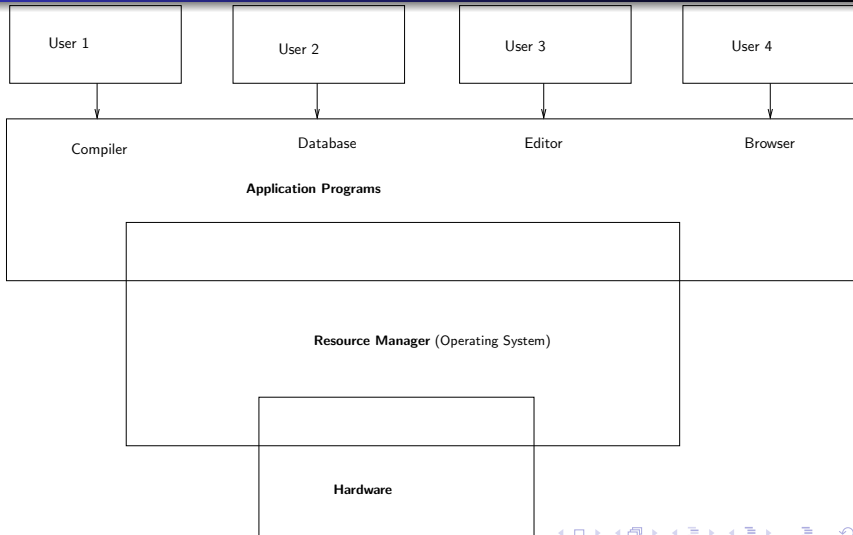 User 1
User 2
User 3
User 4
Compiler
Database
Editor
Browser
Application Programs
Resource Manager (Operating System)
Hardware